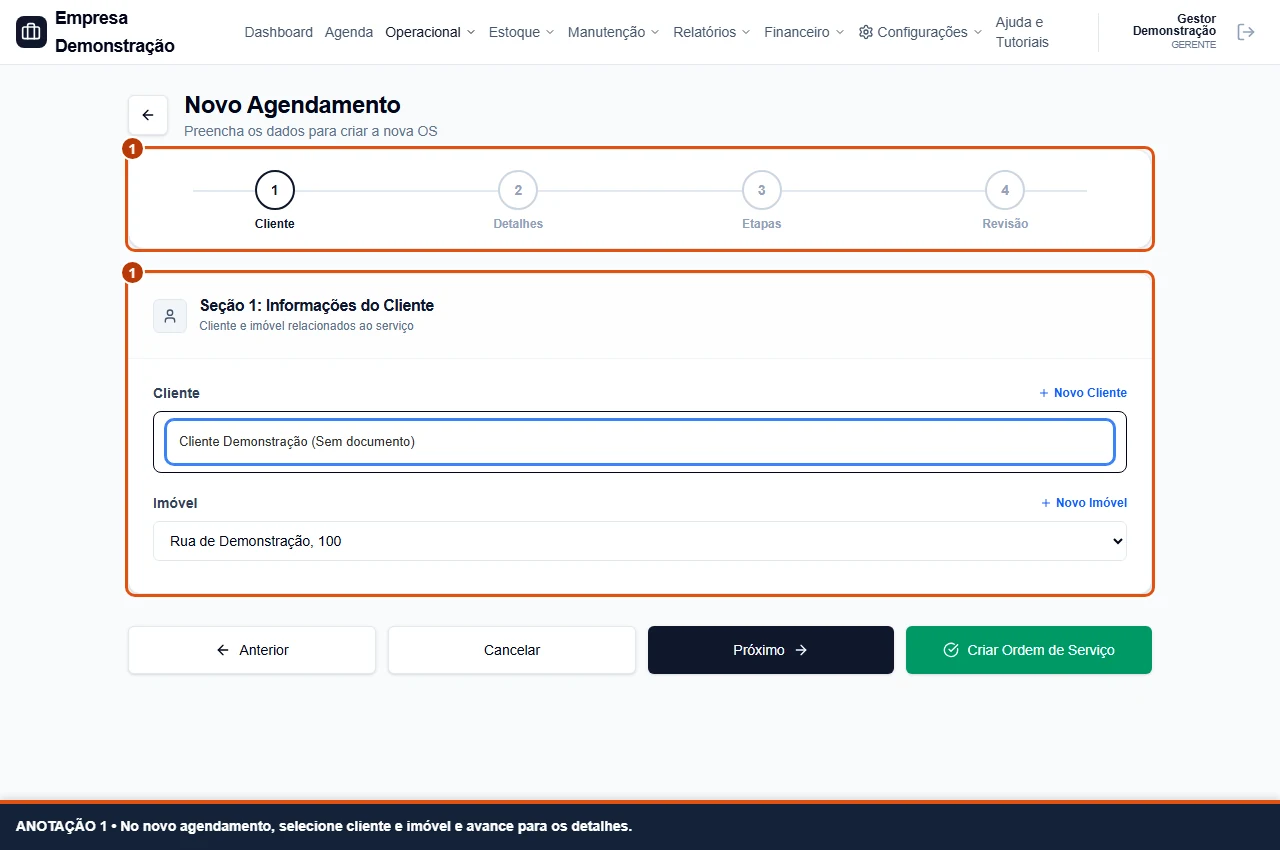 Empresa Demonstração
Dashboard
Agenda
Operacional
Estoque
Manutenção
Relatórios
Financeiro
Configurações
Ajuda e Tutoriais
Gestor Demonstração
GERENTE
Novo Agendamento
Preencha os dados para criar a nova OS
1
1
2
3
4
Cliente
Detalhes
Etapas
Revisão
1
Seção 1: Informações do Cliente
Cliente e imóvel relacionados ao serviço
Cliente
+ Novo Cliente
Cliente Demonstração (Sem documento)
Imóvel
+ Novo Imóvel
Rua de Demonstração, 100
Anterior
Cancelar
Próximo
Criar Ordem de Serviço
ANOTAÇÃO 1 • No novo agendamento, selecione cliente e imóvel e avance para os detalhes.